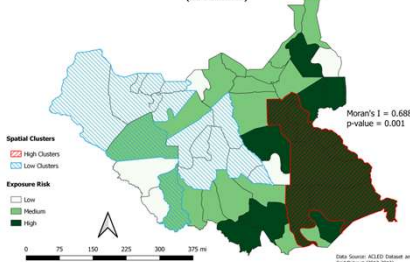 Moran's I = 0.688
p-value = 0.001
Spatial Clusters
High Clusters
Low Clusters
Exposure Risk
Low
Medium
High
0 75 150 225 300 375 mi
Data Source: ACLED Dataset an